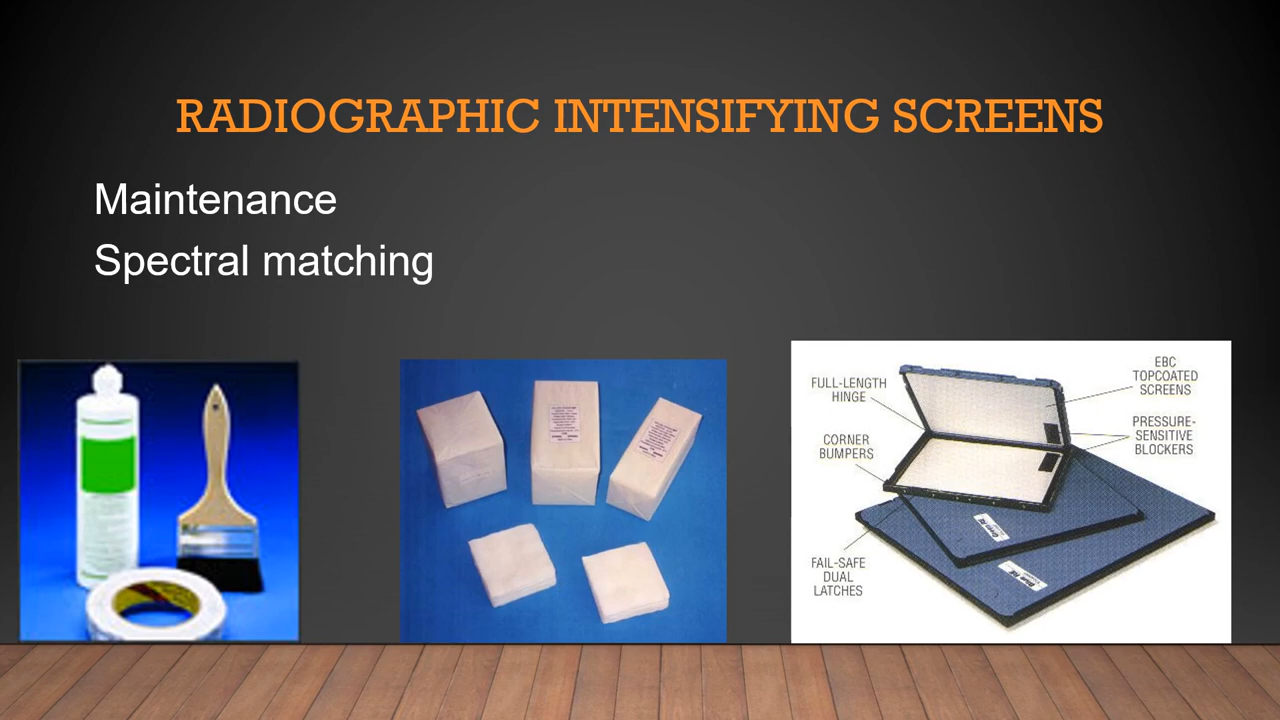 RADIOGRAPHIC INTENSIFYING SCREENS
Maintenance
Spectral matching
FULL-LENGTH
HINGE
CORNER
BUMPERS
FAIL-SAFE
DUAL
LATCHES
EBC
TOPCOATED
SCREENS
PRESSURE-
SENSITIVE
BLOCKERS